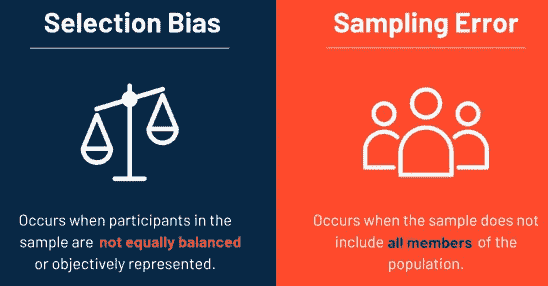 Selection Bias
Occurs when participants in the
sample are not equally balanced
or objectively represented.
Sampling Error
Occurs when the sample does not
include all members of the
population.